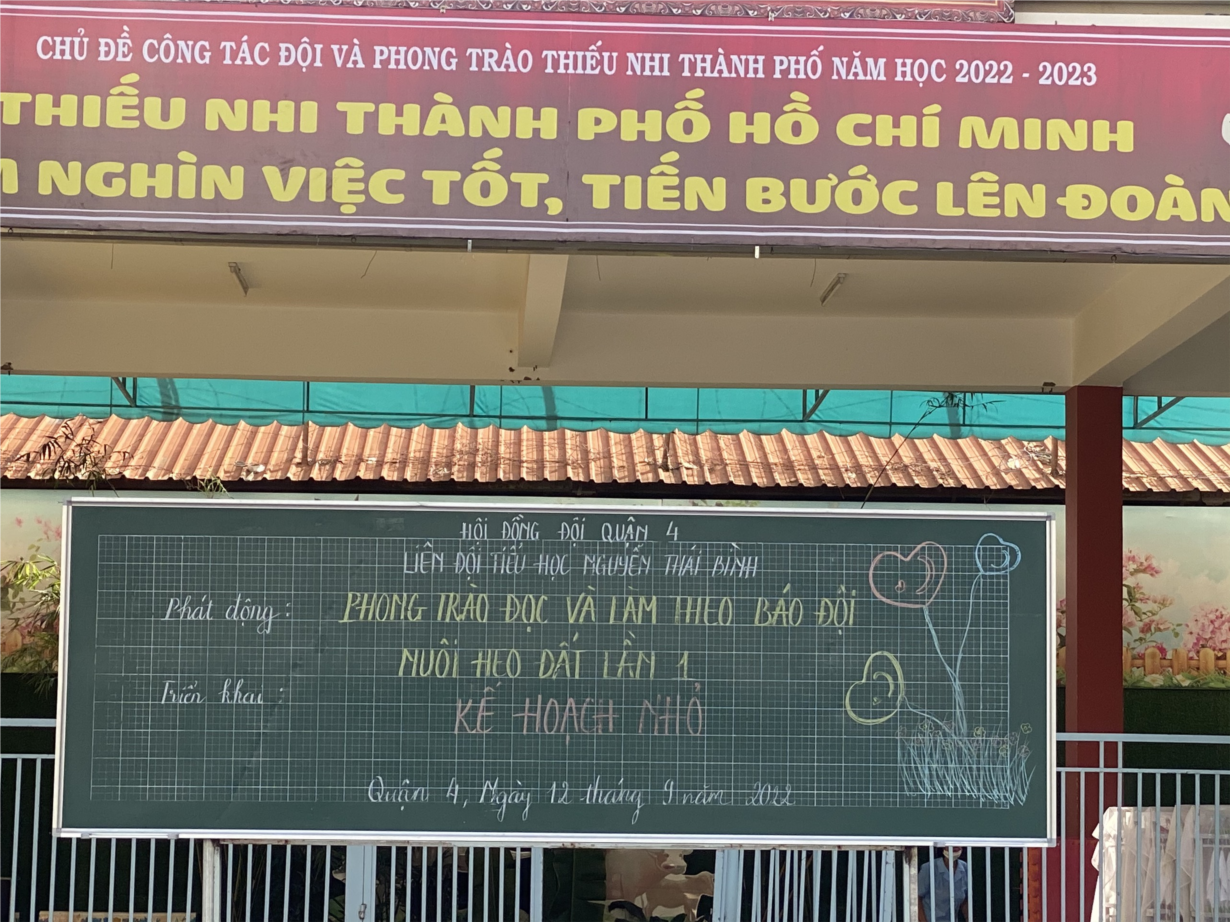 CHỦ ĐỀ CÔNG TÁC ĐỘI VÀ PHONG TRÀO THIẾU NHI THÀNH PHỐ NĂM HỌC 2022 - 2023
THIẾU NHI THÀNH PHỐ HỒ CHÍ MINH
NGHÌN VIỆC TỐT, TIẾN BƯỚC LÊN ĐOÀN
HỘI ĐỒNG ĐỘI QUẬN 4
LIÊN ĐỘI TIỂU HỌC NGUYỄN THÁI BÌNH
Phát động: PHONG TRÀO ĐỌC VÀ LÀM THEO BÁO ĐỘI
NUÔI HEO ĐẤT LẦN 1
Triển khai:
KẾ HOẠCH NHỎ
Quận 4, Ngày 12 tháng 9 năm 2022